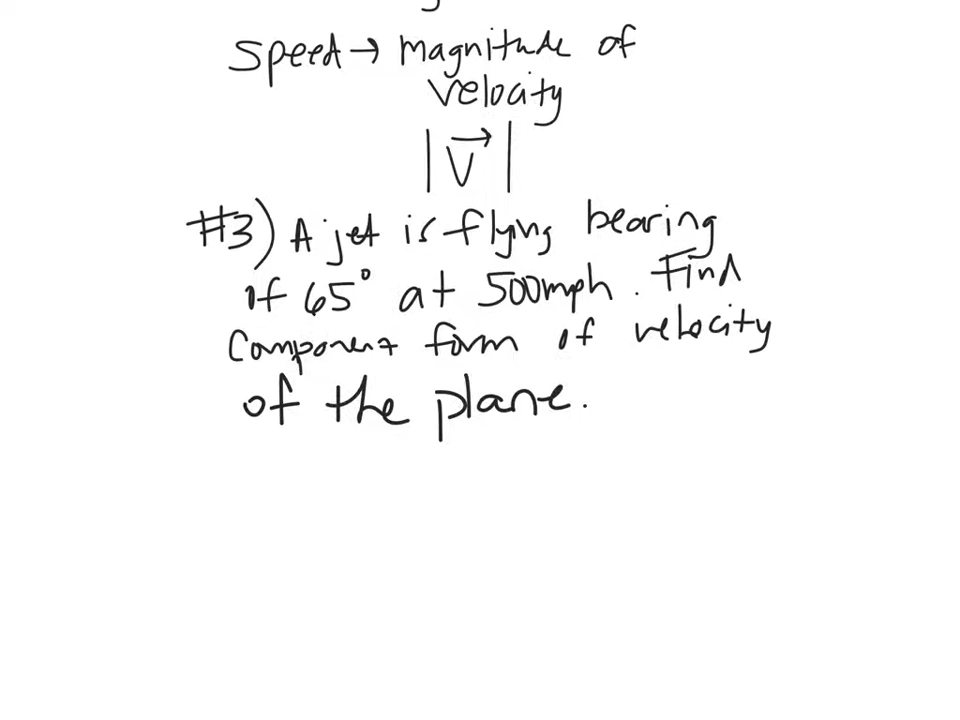 Speed → magnitude of
velocity
|V⃗|
#3) A jet is flying bearing
of 65° at 500mph. Find
component form of velocity
of the plane.